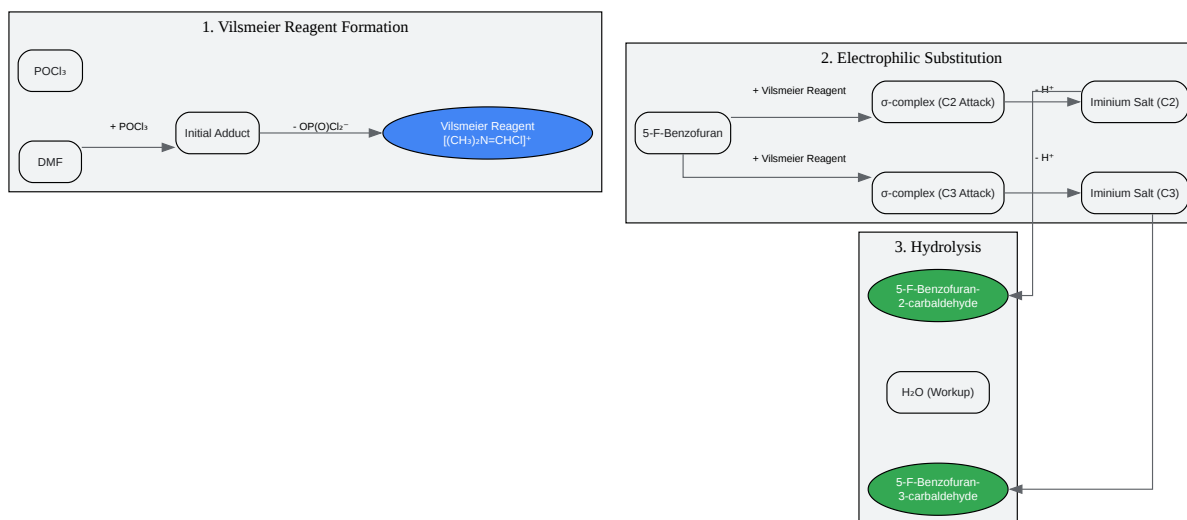 1. Vilsmeier Reagent Formation
POCl₃
DMF
+ POCl₃
Initial Adduct
- OP(O)Cl₂⁻
Vilsmeier Reagent
[(CH₃)₂N=CHCl]⁺
2. Electrophilic Substitution
5-F-Benzofuran
+ Vilsmeier Reagent
σ-complex (C2 Attack)
- H⁺
Iminium Salt (C2)
+ Vilsmeier Reagent
σ-complex (C3 Attack)
- H⁺
Iminium Salt (C3)
3. Hydrolysis
5-F-Benzofuran-
2-carbaldehyde
H₂O (Workup)
5-F-Benzofuran-
3-carbaldehyde